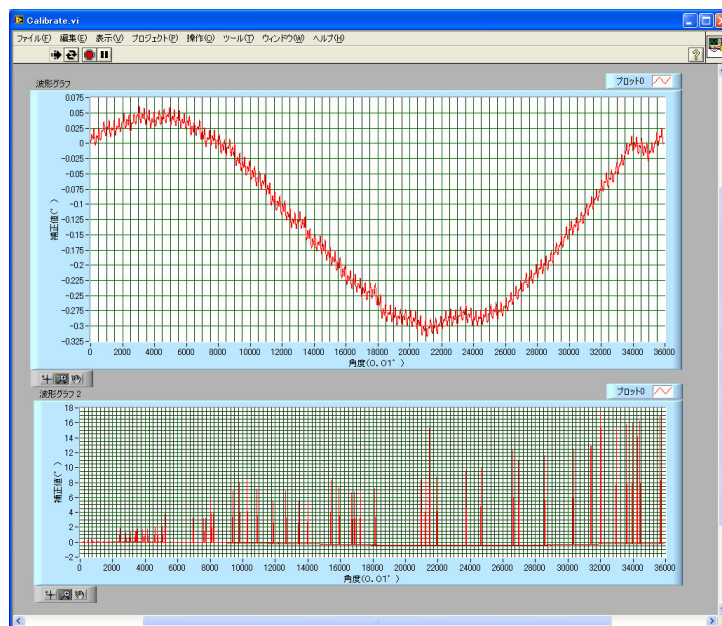 Calibrate.vi
ファイル(F) 編集(E) 表示(V) プロジェクト(P) 操作(O) ツール(T) ウィンドウ(W) ヘルプ(H)
波形グラフ
プロット0
0.075
0.05
0.025
0
-0.025
-0.05
-0.075
-0.1
-0.125
-0.15
-0.175
-0.2
-0.225
-0.25
-0.275
-0.3
-0.325
補正値(°)
0 2000 4000 6000 8000 10000 12000 14000 16000 18000 20000 22000 24000 26000 28000 30000 32000 34000 36000
角度(0.01°)
波形グラフ 2
プロット0
18
16
14
12
10
8
6
4
2
0
-2
補正値(°)
0 2000 4000 6000 8000 10000 12000 14000 16000 18000 20000 22000 24000 26000 28000 30000 32000 34000 36000
角度(0.01°)